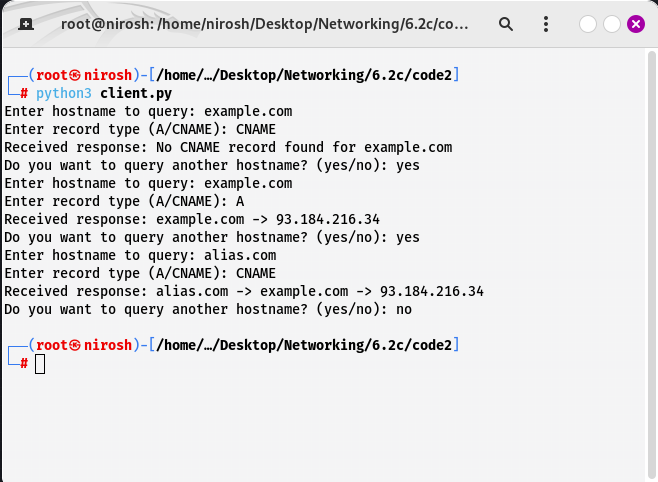 root@nirosh: /home/nirosh/Desktop/Networking/6.2c/co...
┌──(root㉿nirosh)-[/home/…/Desktop/Networking/6.2c/code2]
└─# python3 client.py
Enter hostname to query: example.com
Enter record type (A/CNAME): CNAME
Received response: No CNAME record found for example.com
Do you want to query another hostname? (yes/no): yes
Enter hostname to query: example.com
Enter record type (A/CNAME): A
Received response: example.com -> 93.184.216.34
Do you want to query another hostname? (yes/no): yes
Enter hostname to query: alias.com
Enter record type (A/CNAME): CNAME
Received response: alias.com -> example.com -> 93.184.216.34
Do you want to query another hostname? (yes/no): no
┌──(root㉿nirosh)-[/home/…/Desktop/Networking/6.2c/code2]
└─#